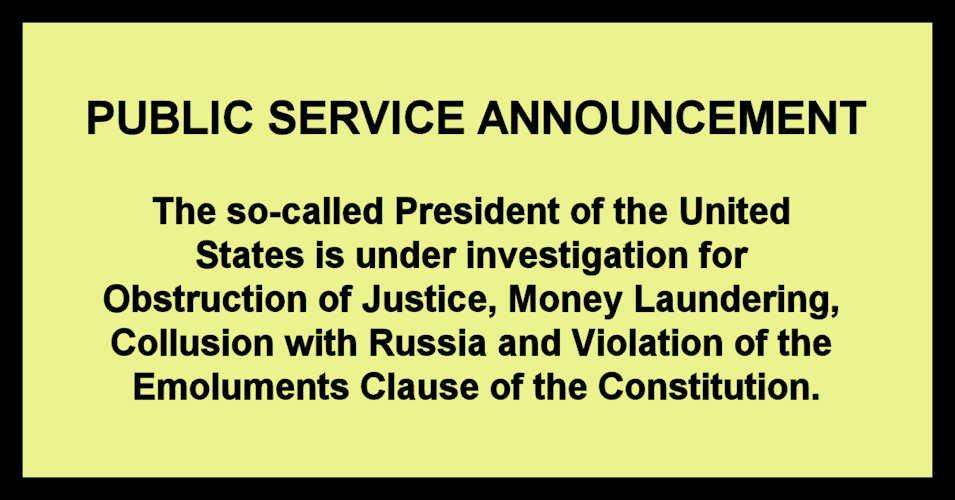 PUBLIC SERVICE ANNOUNCEMENT
The so-called President of the United
States is under investigation for
Obstruction of Justice, Money Laundering,
Collusion with Russia and Violation of the
Emoluments Clause of the Constitution.